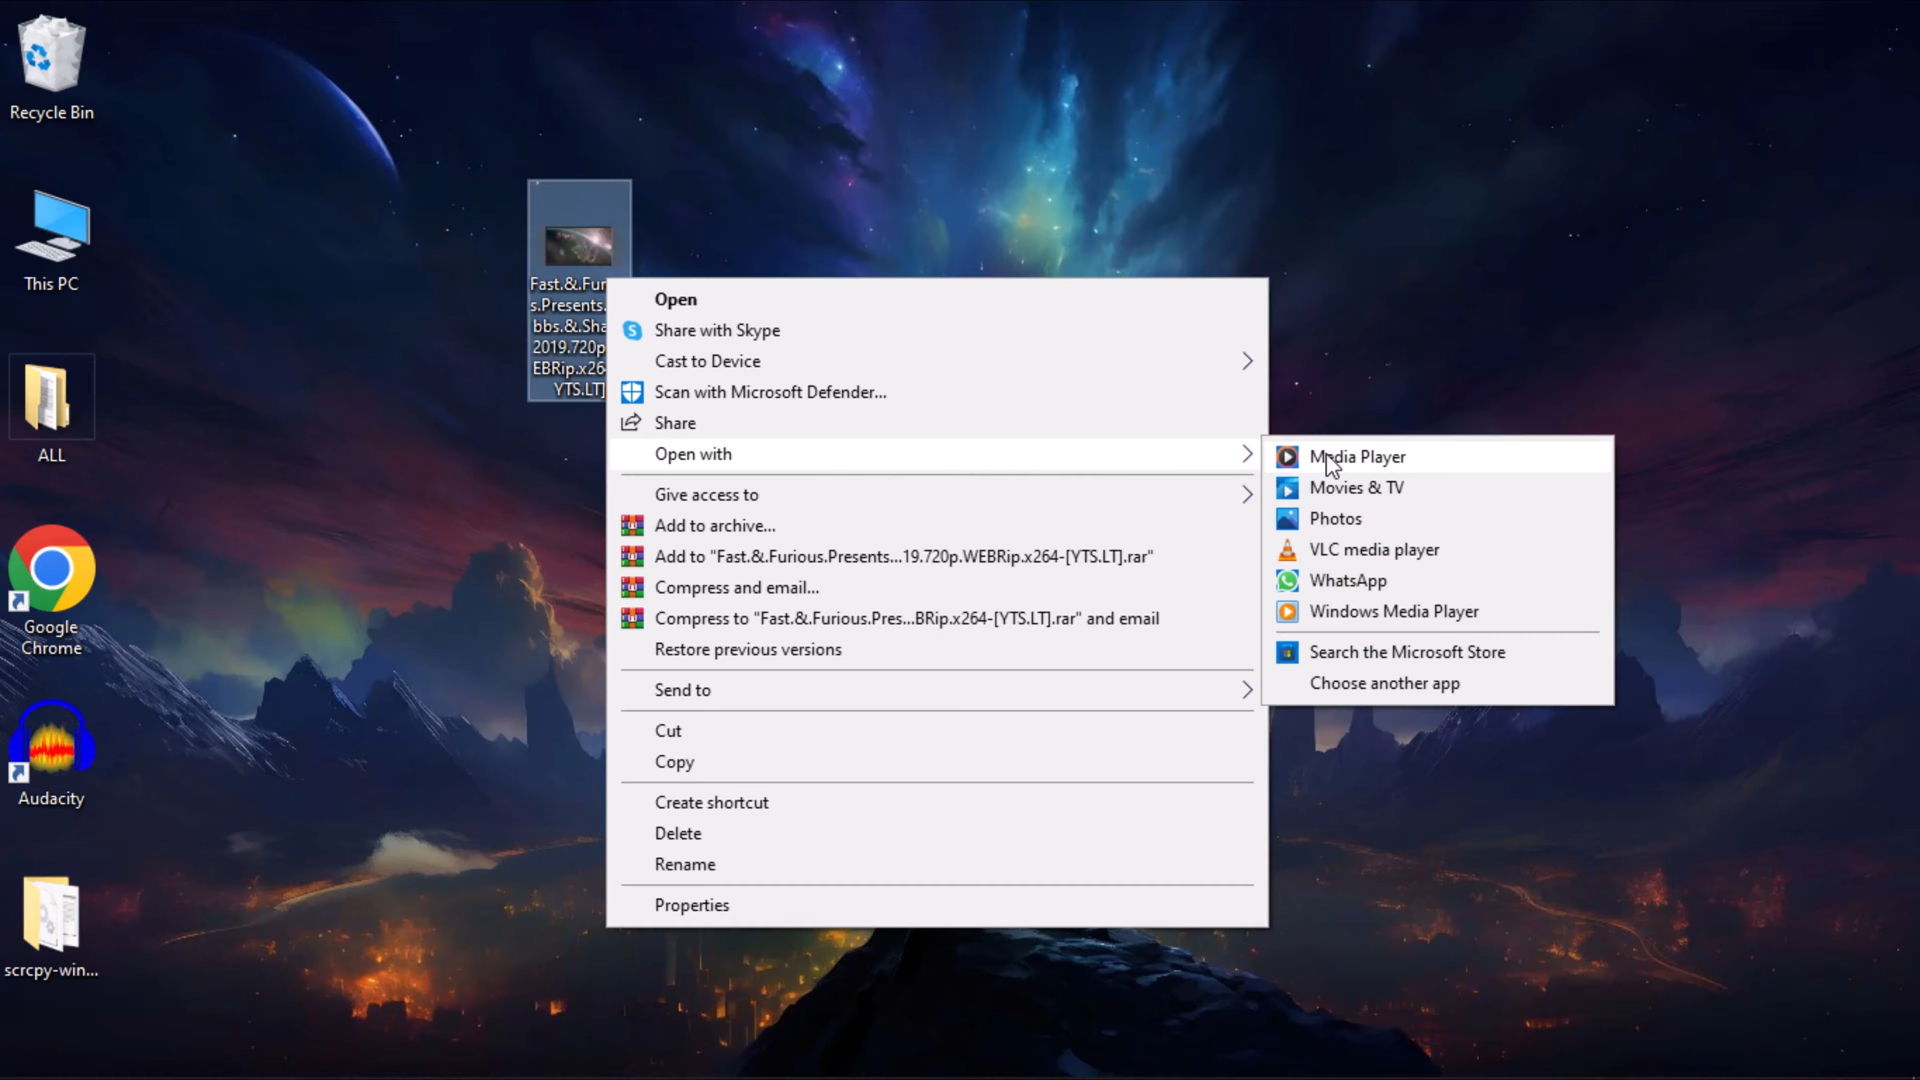 Recycle Bin
This PC
ALL
Google
Chrome
Audacity
scrcpy-win...
Fast.&.Fur
s.Presents.
bbs.&.Sha
2019.720p
EBRip.x26
YTS.LT]
Open
Share with Skype
Cast to Device
Scan with Microsoft Defender...
Share
Open with
Give access to
Add to archive...
Add to "Fast.&.Furious.Presents...19.720p.WEBRip.x264-[YTS.LT].rar"
Compress and email...
Compress to "Fast.&.Furious.Pres...BRip.x264-[YTS.LT].rar" and email
Restore previous versions
Send to
Cut
Copy
Create shortcut
Delete
Rename
Properties
Media Player
Movies & TV
Photos
VLC media player
WhatsApp
Windows Media Player
Search the Microsoft Store
Choose another app